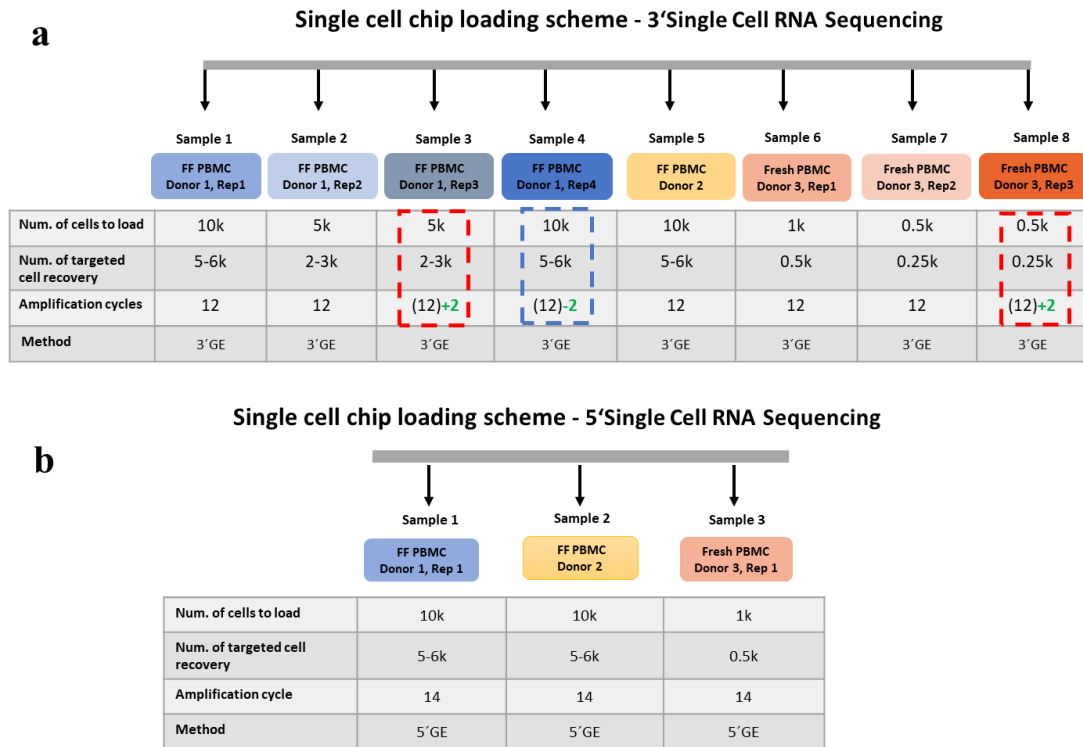 Single cell chip loading scheme - 3‘Single Cell RNA Sequencing
a
Sample 1 Sample 2 Sample 3 Sample 4 Sample 5 Sample 6 Sample 7 Sample 8
FF PBMC FF PBMC FF PBMC FF PBMC FF PBMC Fresh PBMC Fresh PBMC Fresh PBMC
Donor 1, Rep1 Donor 1, Rep2 Donor 1, Rep3 Donor 1, Rep4 Donor 2 Donor 3, Rep1 Donor 3, Rep2 Donor 3, Rep3
Num. of cells to load 10k 5k 5k 10k 10k 1k 0.5k 0.5k
Num. of targeted
cell recovery 5-6k 2-3k 2-3k 5-6k 5-6k 0.5k 0.25k 0.25k
Amplification cycles 12 12 (12)+2 (12)-2 12 12 12 (12)+2
Method 3´GE 3´GE 3´GE 3´GE 3´GE 3´GE 3´GE 3´GE
Single cell chip loading scheme - 5‘Single Cell RNA Sequencing
b
Sample 1 Sample 2 Sample 3
FF PBMC FF PBMC Fresh PBMC
Donor 1, Rep 1 Donor 2 Donor 3, Rep 1
Num. of cells to load 10k 10k 1k
Num. of targeted cell
recovery 5-6k 5-6k 0.5k
Amplification cycle 14 14 14
Method 5´GE 5´GE 5´GE